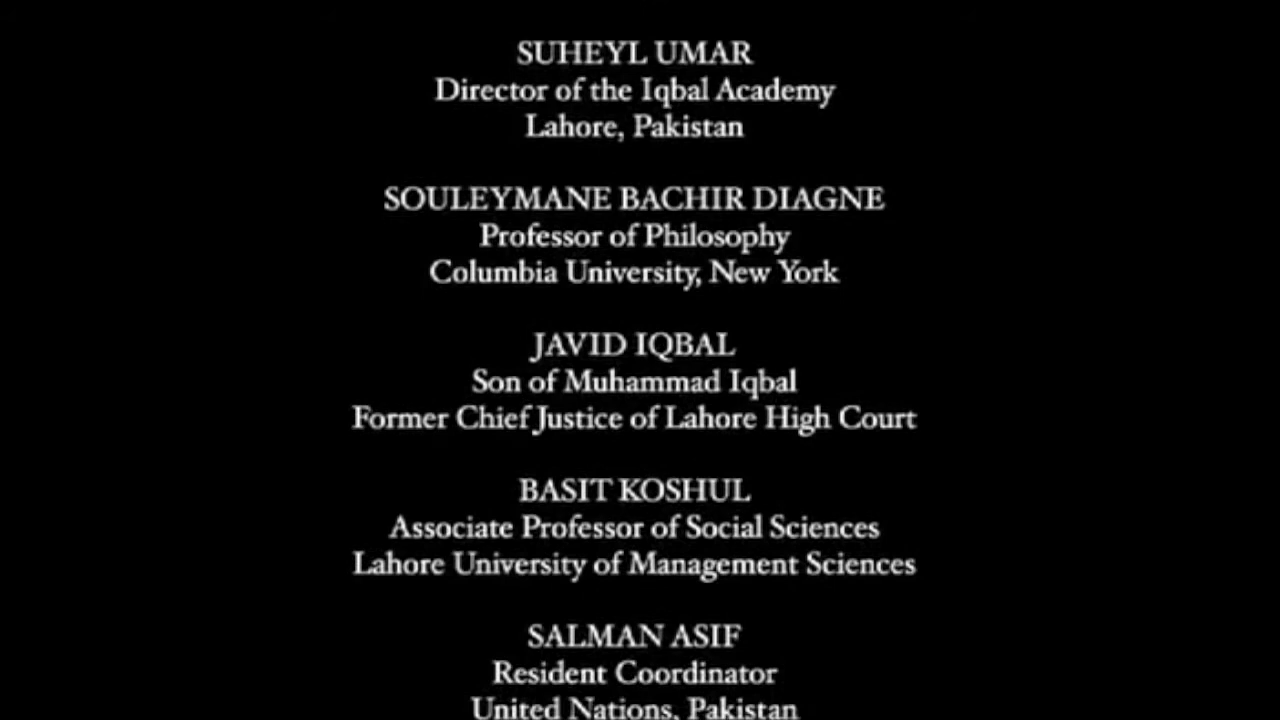 SUHEYL UMAR
Director of the Iqbal Academy
Lahore, Pakistan
SOULEYMANE BACHIR DIAGNE
Professor of Philosophy
Columbia University, New York
JAVID IQBAL
Son of Muhammad Iqbal
Former Chief Justice of Lahore High Court
BASIT KOSHUL
Associate Professor of Social Sciences
Lahore University of Management Sciences
SALMAN ASIF
Resident Coordinator
United Nations, Pakistan